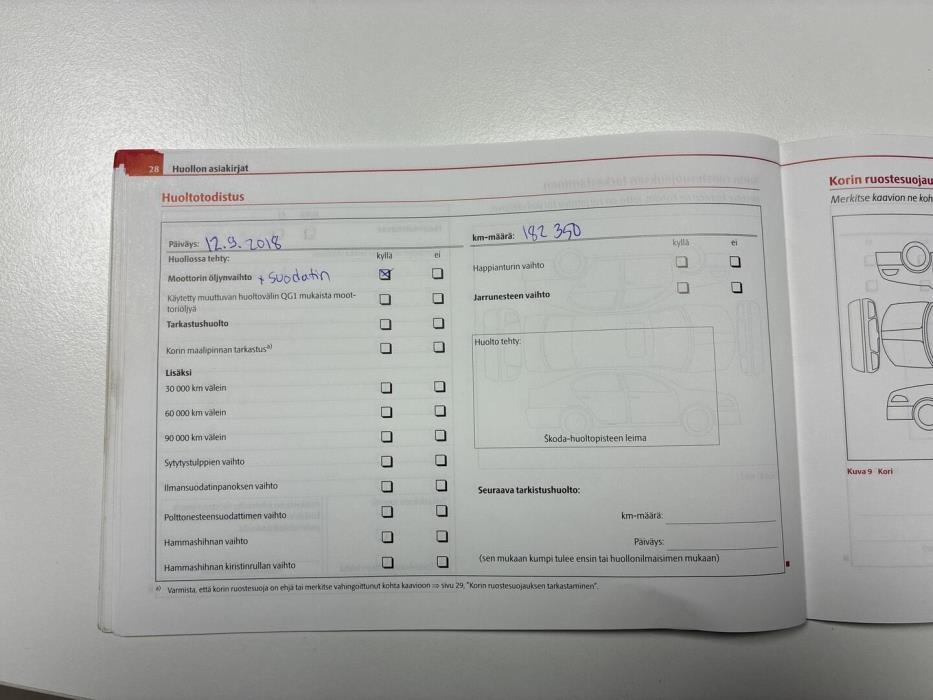 28 Huollon asiakirjat
Huoltotodistus
Päiväys: 12.9.2018
Huollossa tehty: kyllä ei
Moottorin öljynvaihto + suodatin
Käytetty muuttuvan huoltovälin QG1 mukaista moot-
toriöljyä
Tarkastushuolto
Korin maalipinnan tarkastus a)
Lisäksi
30 000 km välein
60 000 km välein
90 000 km välein
Sytytystulppien vaihto
Ilmansuodatinpanoksen vaihto
Polttonesteensuodattimen vaihto
Hammashihnan vaihto
Hammashihnan kiristinrullan vaihto
km-määrä: 182 350
kyllä ei
Happianturin vaihto
Jarrunesteen vaihto
Huolto tehty:
Škoda-huoltopisteen leima
Seuraava tarkistushuolto:
km-määrä:
Päiväys:
(sen mukaan kumpi tulee ensin tai huollonilmaisimen mukaan)
a) Varmista, että korin ruostesuoja on ehjä tai merkitse vahingoittunut kohta kaavioon ⇒ sivu 29, "Korin ruostesuojauksen tarkastaminen".
Korin ruostesuojau
Merkitse kaavion ne koh
Kuva 9 Kori